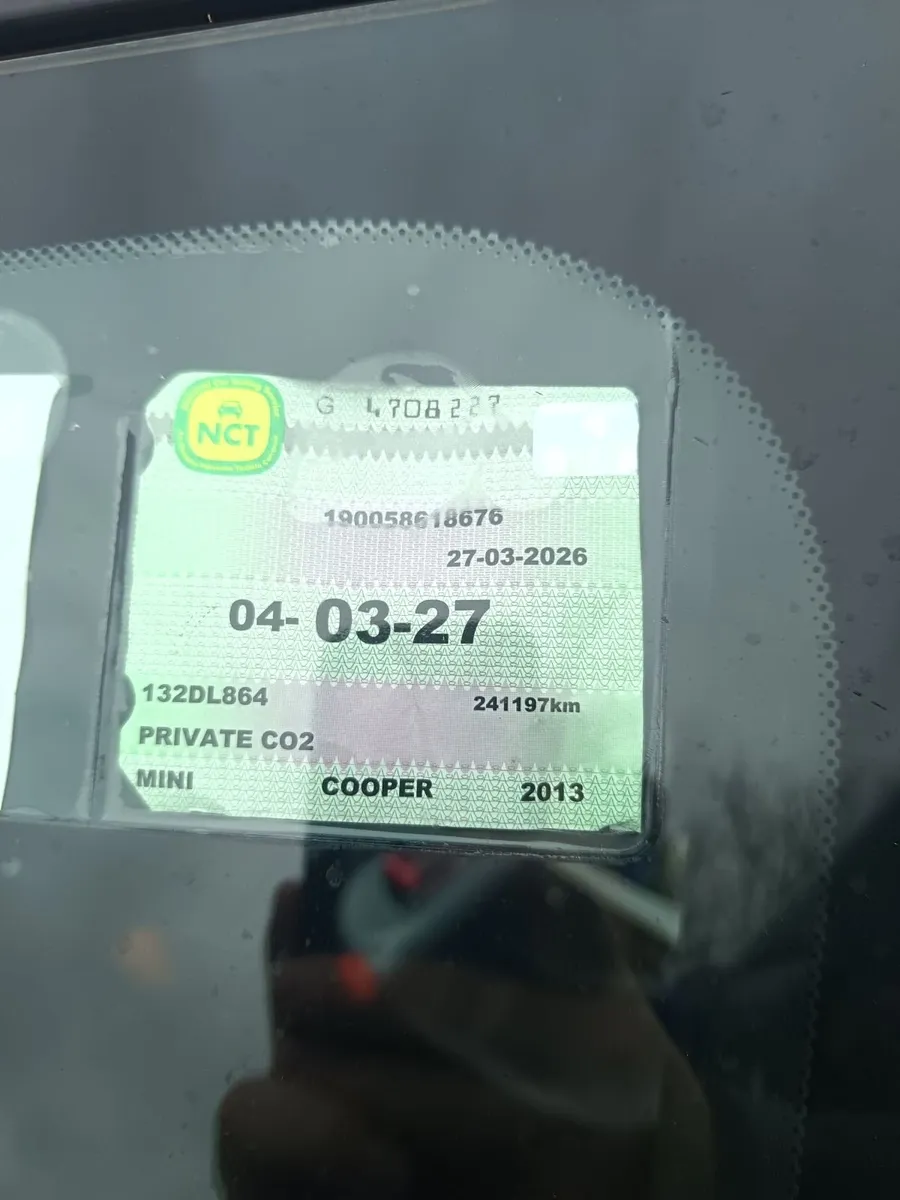 NCT
G 4708227
190058618676
27-03-2026
04- 03-27
132DL864 241197km
PRIVATE CO2
MINI COOPER 2013